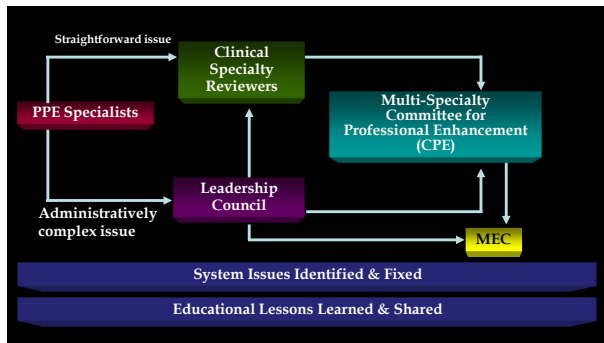 Straightforward issue
Clinical
Specialty
Reviewers
PPE Specialists
Multi-Specialty
Committee for
Professional Enhancement
(CPE)
Leadership
Council
Administratively
complex issue
MEC
System Issues Identified & Fixed
Educational Lessons Learned & Shared